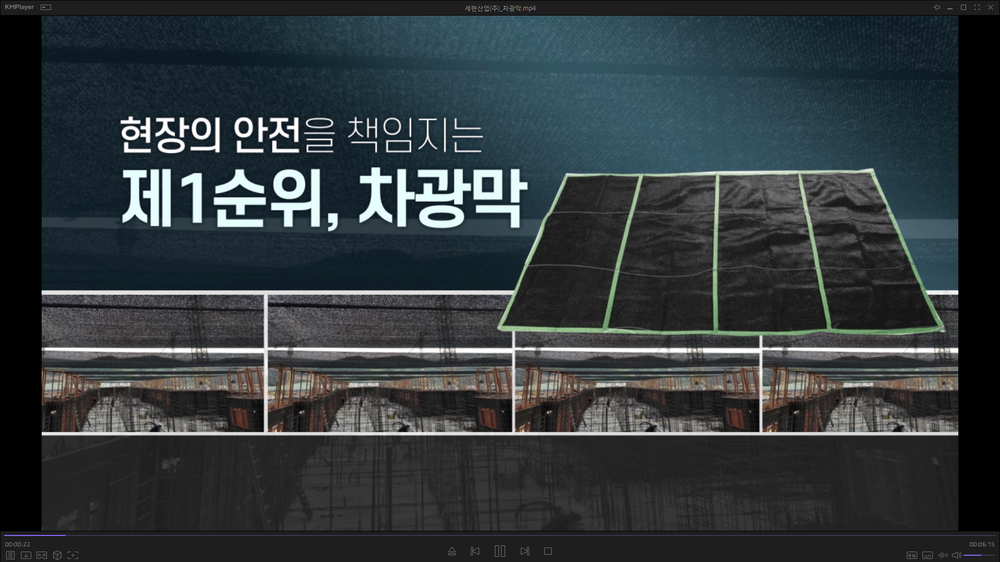 KMPlayer
세현산업(주)_차광막.mp4
현장의 안전을 책임지는
제1순위, 차광막
00:00:22
00:06:15
HW